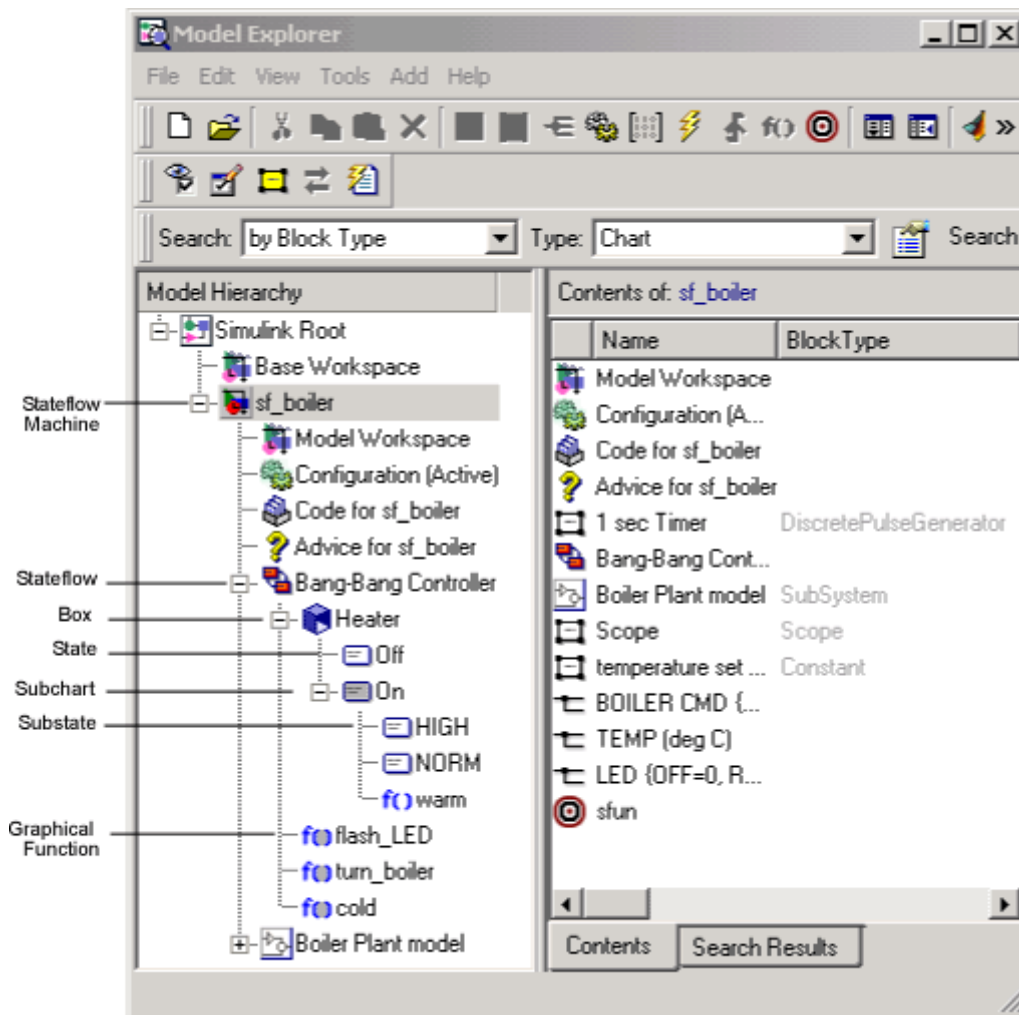 Model Explorer
File Edit View Tools Add Help
f()
Search: by Block Type Type: Chart Search
Model Hierarchy
Simulink Root
Base Workspace
sf_boiler
Model Workspace
Configuration (Active)
Code for sf_boiler
Advice for sf_boiler
Bang-Bang Controller
Heater
Off
On
HIGH
NORM
f() warm
f() flash_LED
f() turn_boiler
f() cold
Boiler Plant model
Stateflow
Machine
Stateflow
Box
State
Subchart
Substate
Graphical
Function
Contents of: sf_boiler
Name BlockType
Model Workspace
Configuration (A...
Code for sf_boiler
Advice for sf_boiler
1 sec Timer DiscretePulseGenerator
Bang-Bang Cont...
Boiler Plant model SubSystem
Scope Scope
temperature set ... Constant
BOILER CMD {...
TEMP (deg C)
LED {OFF=0, R...
sfun
Contents Search Results